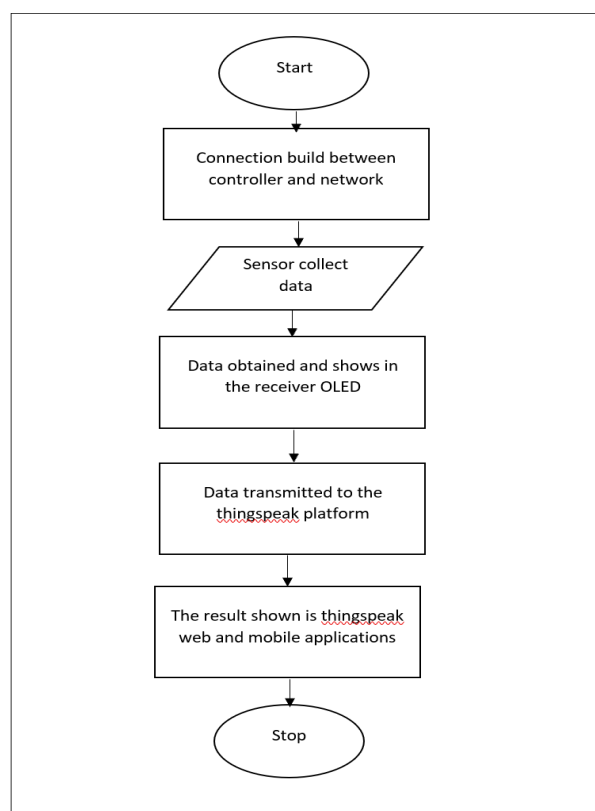 Start
Connection build between
controller and network
Sensor collect
data
Data obtained and shows in
the receiver OLED
Data transmitted to the
thingspeak platform
The result shown is thingspeak
web and mobile applications
Stop